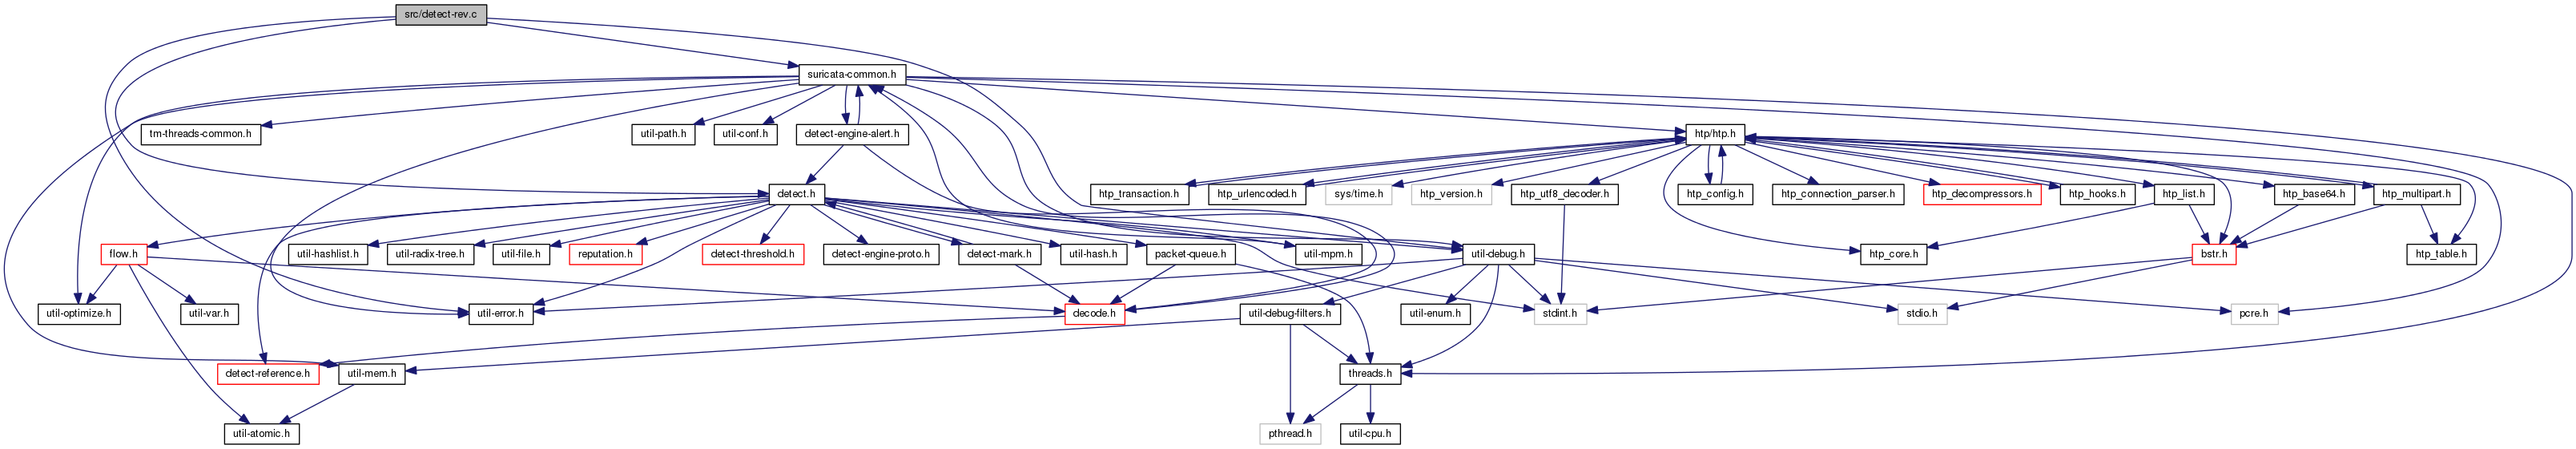 src/detect-rev.c
suricata-common.h
tm-threads-common.h
util-path.h
util-conf.h
detect-engine-alert.h
htp/htp.h
detect.h
htp_transaction.h
htp_urlencoded.h
sys/time.h
htp_version.h
htp_utf8_decoder.h
htp_config.h
htp_connection_parser.h
htp_decompressors.h
htp_hooks.h
htp_list.h
htp_base64.h
htp_multipart.h
flow.h
util-hashlist.h
util-radix-tree.h
util-file.h
reputation.h
detect-threshold.h
detect-engine-proto.h
detect-mark.h
util-hash.h
packet-queue.h
util-mpm.h
util-debug.h
htp_core.h
bstr.h
htp_table.h
util-optimize.h
util-var.h
util-error.h
decode.h
util-debug-filters.h
util-enum.h
stdint.h
stdio.h
pcre.h
detect-reference.h
util-mem.h
threads.h
util-atomic.h
pthread.h
util-cpu.h